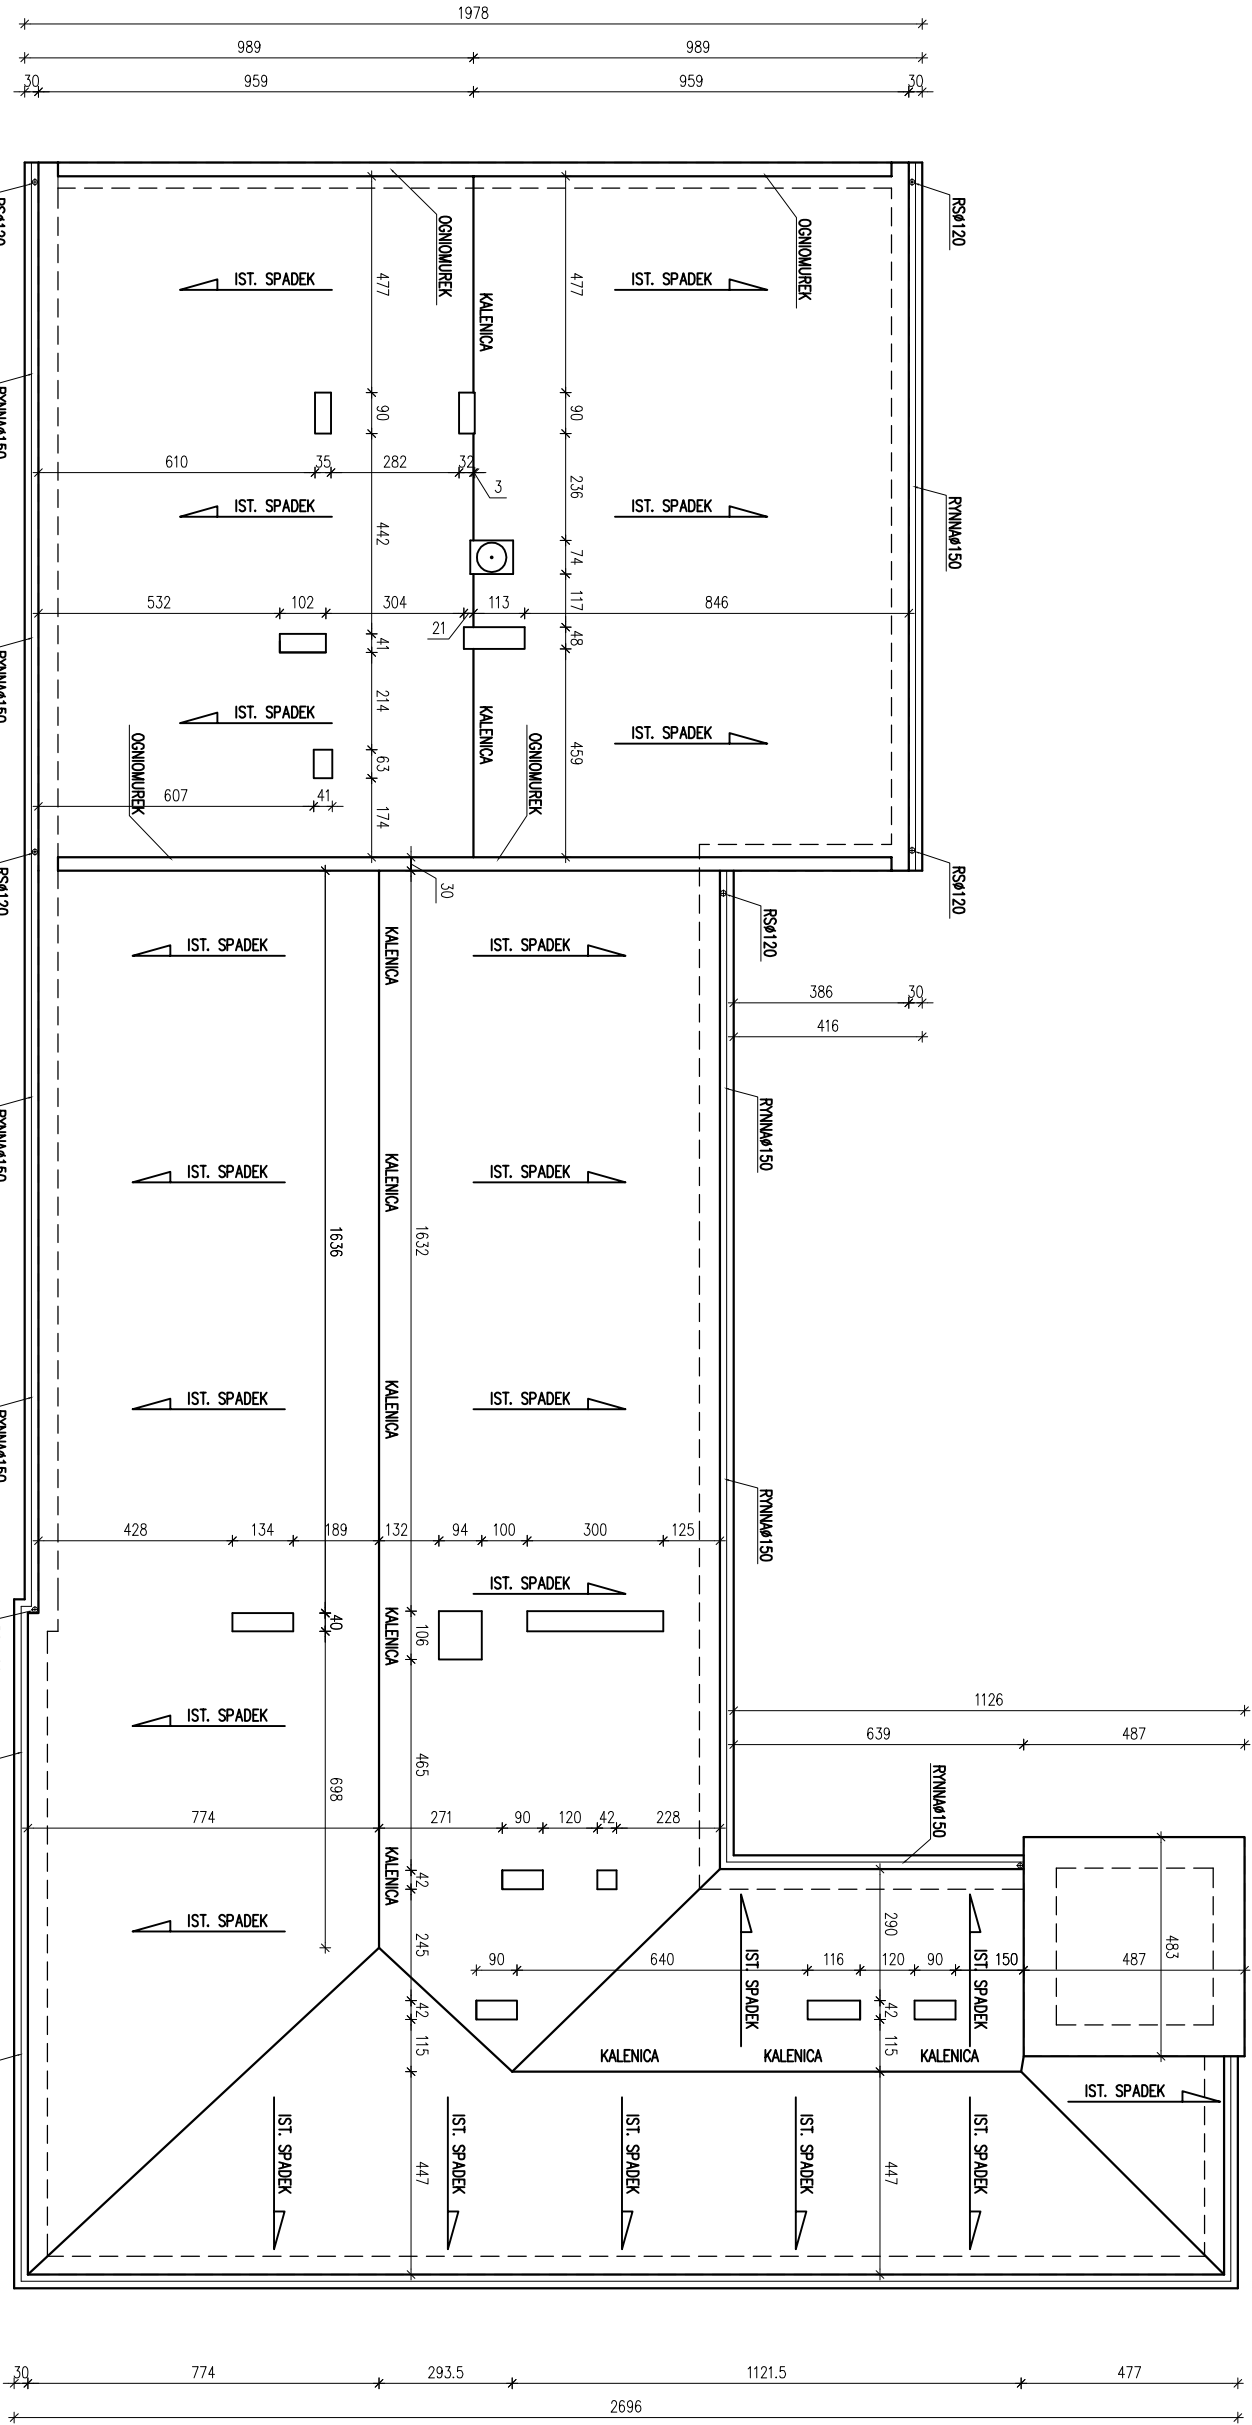 1978
989
989
30
959
959
30
RSø120
RSø120
OGNIOMUREK
OGNIOMUREK
IST. SPADEK
IST. SPADEK
477
477
KALENICA
RYNNAø150
90
90
610
35
282
32
3
236
RYNNAø150
IST. SPADEK
IST. SPADEK
442
74
532
102
304
113
846
117
21
41
48
RYNNAø150
214
IST. SPADEK
KALENICA
IST. SPADEK
459
OGNIOMUREK
OGNIOMUREK
63
607
41
174
30
RSø120
RSø120
RSø120
IST. SPADEK
KALENICA
IST. SPADEK
386
30
416
RYNNAø150
RYNNAø150
IST. SPADEK
KALENICA
IST. SPADEK
1636
1632
IST. SPADEK
KALENICA
IST. SPADEK
RYNNAø150
RYNNAø150
428
134
189
132
94
100
300
125
IST. SPADEK
40
KALENICA
106
1126
IST. SPADEK
639
487
465
698
RYNNAø150
774
271
90
120
42
228
KALENICA
42
IST. SPADEK
290
245
483
90
640
116
120
90
150
487
IST. SPADEK
IST. SPADEK
42
42
115
115
KALENICA
KALENICA
KALENICA
IST. SPADEK
IST. SPADEK
IST. SPADEK
IST. SPADEK
IST. SPADEK
IST. SPADEK
447
447
30
774
293.5
1121.5
477
2696